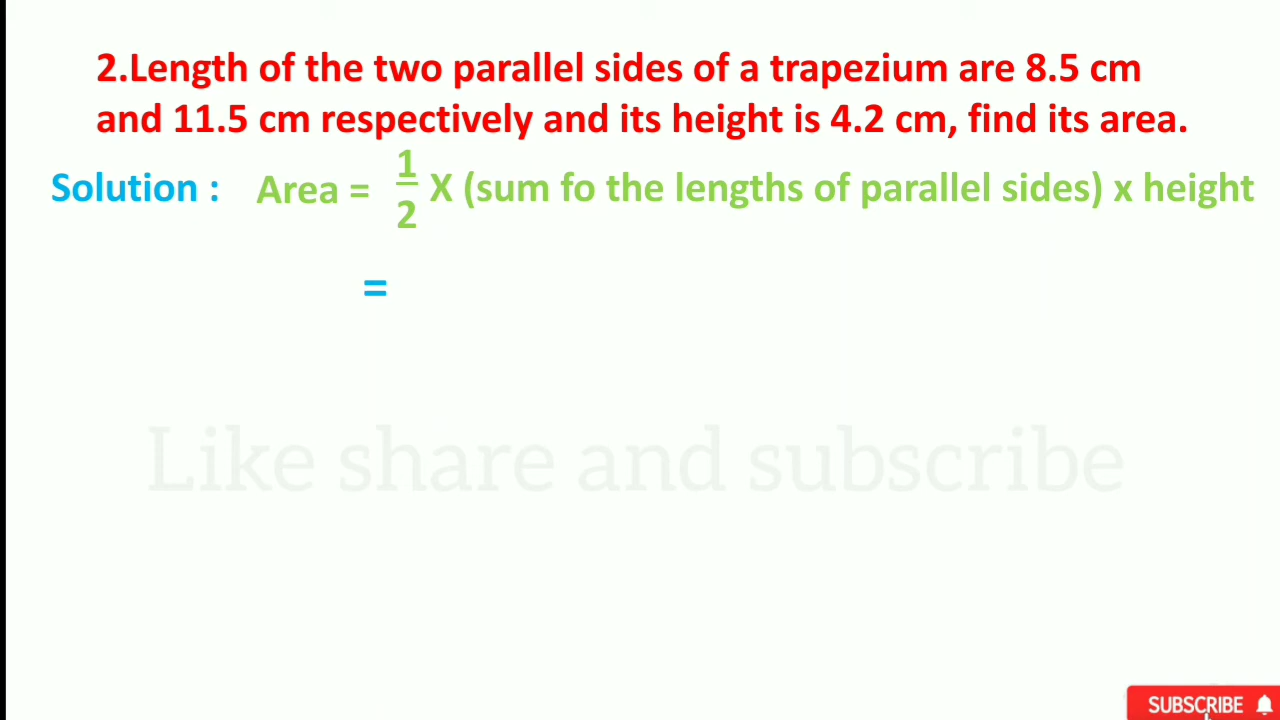 2.Length of the two parallel sides of a trapezium are 8.5 cm
and 11.5 cm respectively and its height is 4.2 cm, find its area.
Solution : Area = 1/2 X (sum fo the lengths of parallel sides) x height
=
Like share and subscribe
SUBSCRIBE